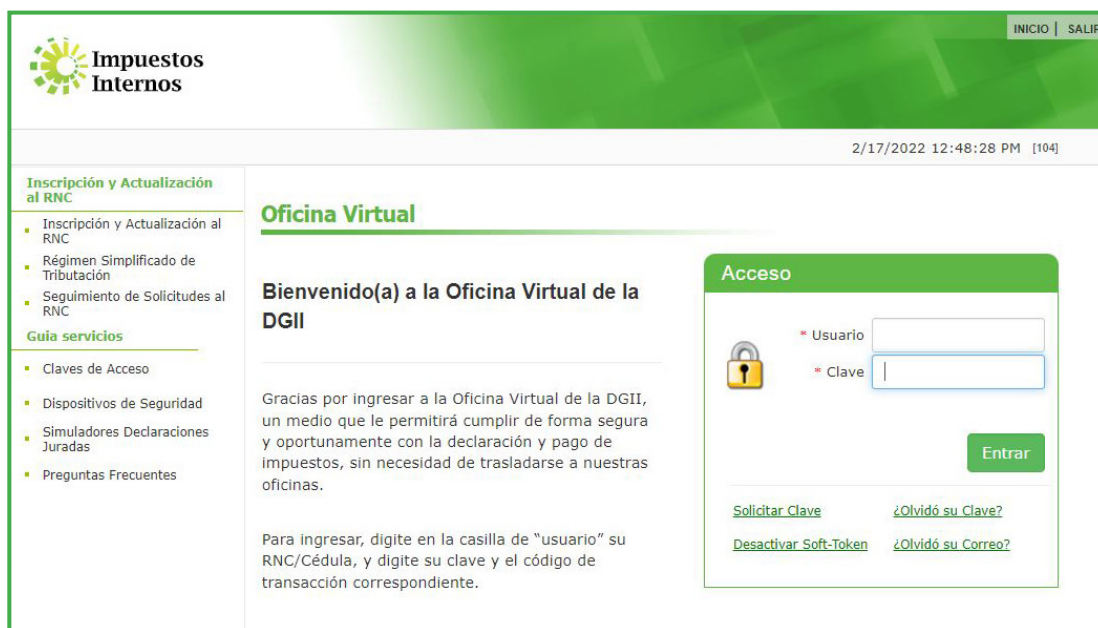 INICIO | SALIR
Impuestos
Internos
2/17/2022 12:48:28 PM [104]
Inscripción y Actualización
al RNC
Inscripción y Actualización al
RNC
Régimen Simplificado de
Tributación
Seguimiento de Solicitudes al
RNC
Guia servicios
Claves de Acceso
Dispositivos de Seguridad
Simuladores Declaraciones
Juradas
Preguntas Frecuentes
Oficina Virtual
Bienvenido(a) a la Oficina Virtual de la
DGII
Gracias por ingresar a la Oficina Virtual de la DGII,
un medio que le permitirá cumplir de forma segura
y oportunamente con la declaración y pago de
impuestos, sin necesidad de trasladarse a nuestras
oficinas.
Para ingresar, digite en la casilla de “usuario” su
RNC/Cédula, y digite su clave y el código de
transacción correspondiente.
Acceso
* Usuario
* Clave
Entrar
Solicitar Clave ¿Olvidó su Clave?
Desactivar Soft-Token ¿Olvidó su Correo?